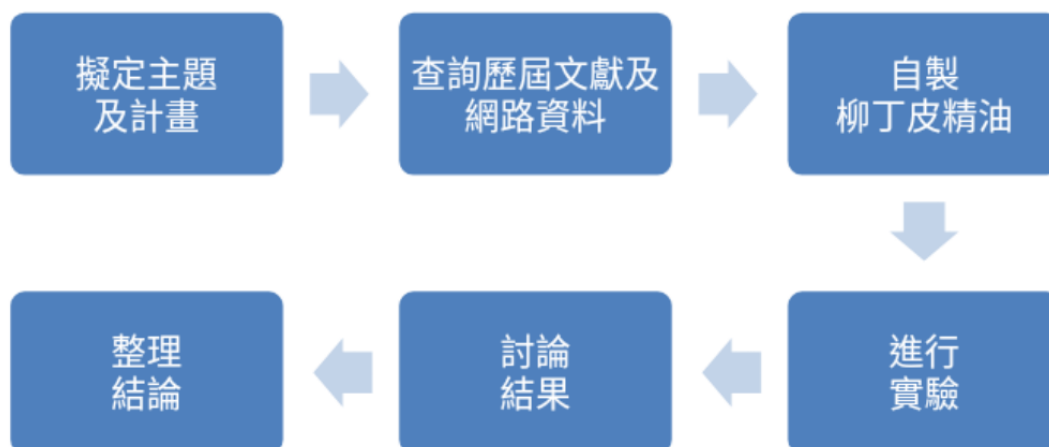 擬定主題
及計畫
查詢歷屆文獻及
網路資料
自製
柳丁皮精油
進行
實驗
討論
結果
整理
結論